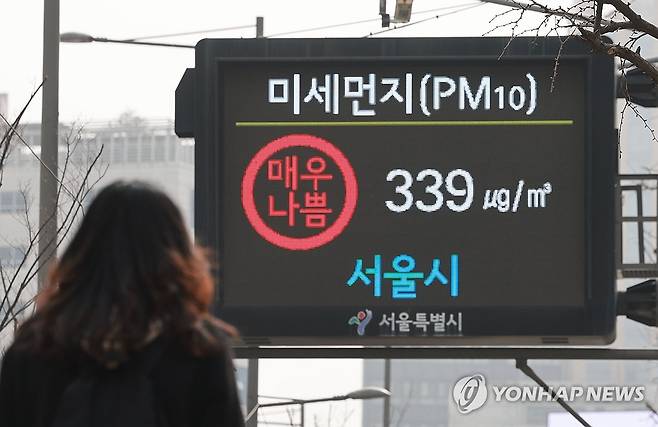 미세먼지(PM10)
매우
나쁨
339 ㎍/㎥
서울시
서울특별시
YONHAP NEWS